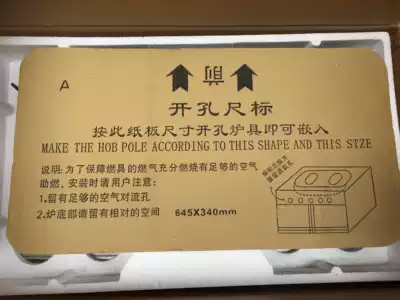 前
A
开孔尺标
按此纸板尺寸开孔炉具即可嵌入
MAKE THE HOB POLE ACCORDING TO THIS SHAPE AND THIS STZE
说明:为了保障燃具的燃气充分燃烧有足够的空气
助燃、安装时请用户注意:
1.留有足够的空气对流孔
2.炉底部请留有相对的空间
645X340mm